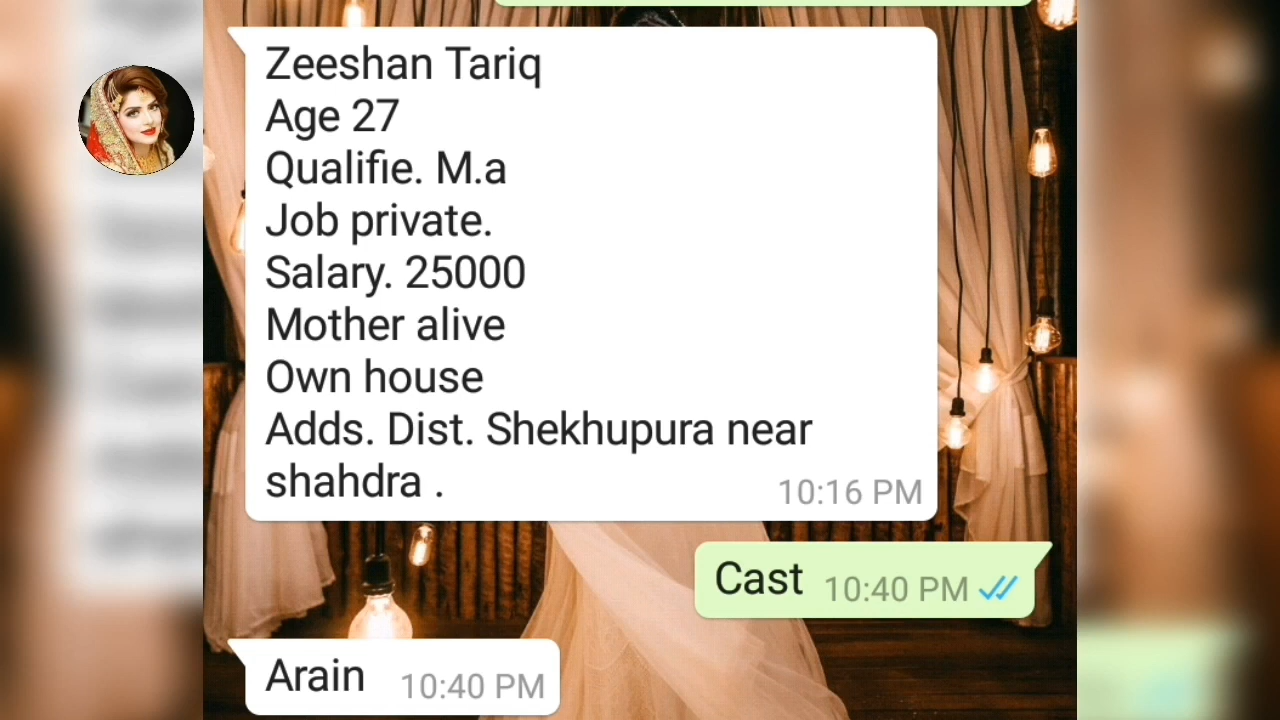 Zeeshan Tariq
Age 27
Qualifie. M.a
Job private.
Salary. 25000
Mother alive
Own house
Adds. Dist. Shekhupura near
shahdra .
10:16 PM
Cast 10:40 PM
Arain 10:40 PM